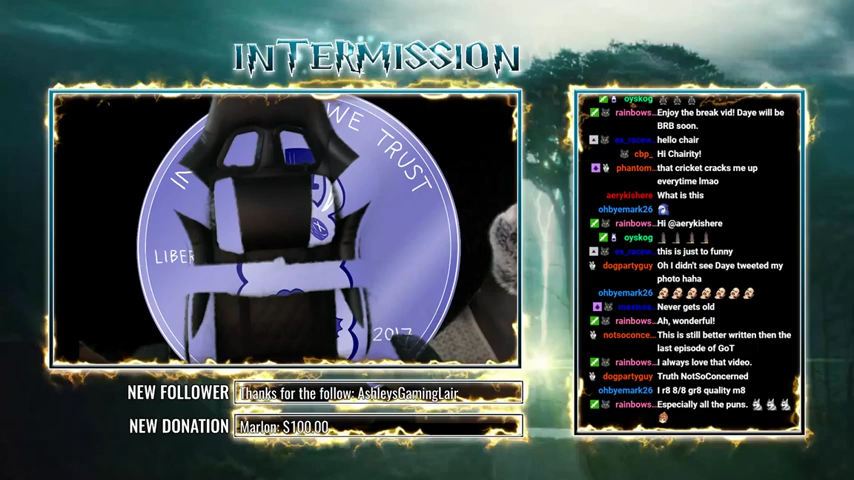 INTERMISSION
WE TRUST
IN
LIBER
2017
NEW FOLLOWER
Thanks for the follow: AshleysGamingLair
NEW DONATION
Marlon: $100.00
oyskog
rainbows... Enjoy the break vid! Daye will be
BRB soon.
hello chair
cbp_ Hi Chairity!
phantom... that cricket cracks me up
everytime lmao
aerykishere What is this
ohbyemark26
rainbows... Hi @aerykishere
oyskog
this is just to funny
dogpartyguy Oh I didn't see Daye tweeted my
photo haha
ohbyemark26
Never gets old
rainbows... Ah, wonderful!
notsoconce... This is still better written then the
last episode of GoT
rainbows... I always love that video.
dogpartyguy Truth NotSoConcerned
ohbyemark26 I r8 8/8 gr8 quality m8
rainbows... Especially all the puns.